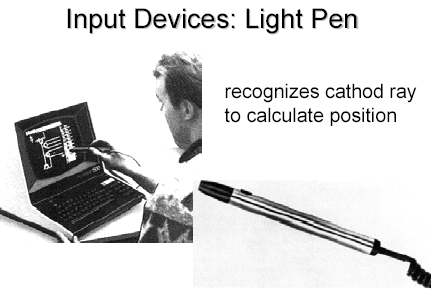 Input Devices: Light Pen
recognizes cathod ray
to calculate position